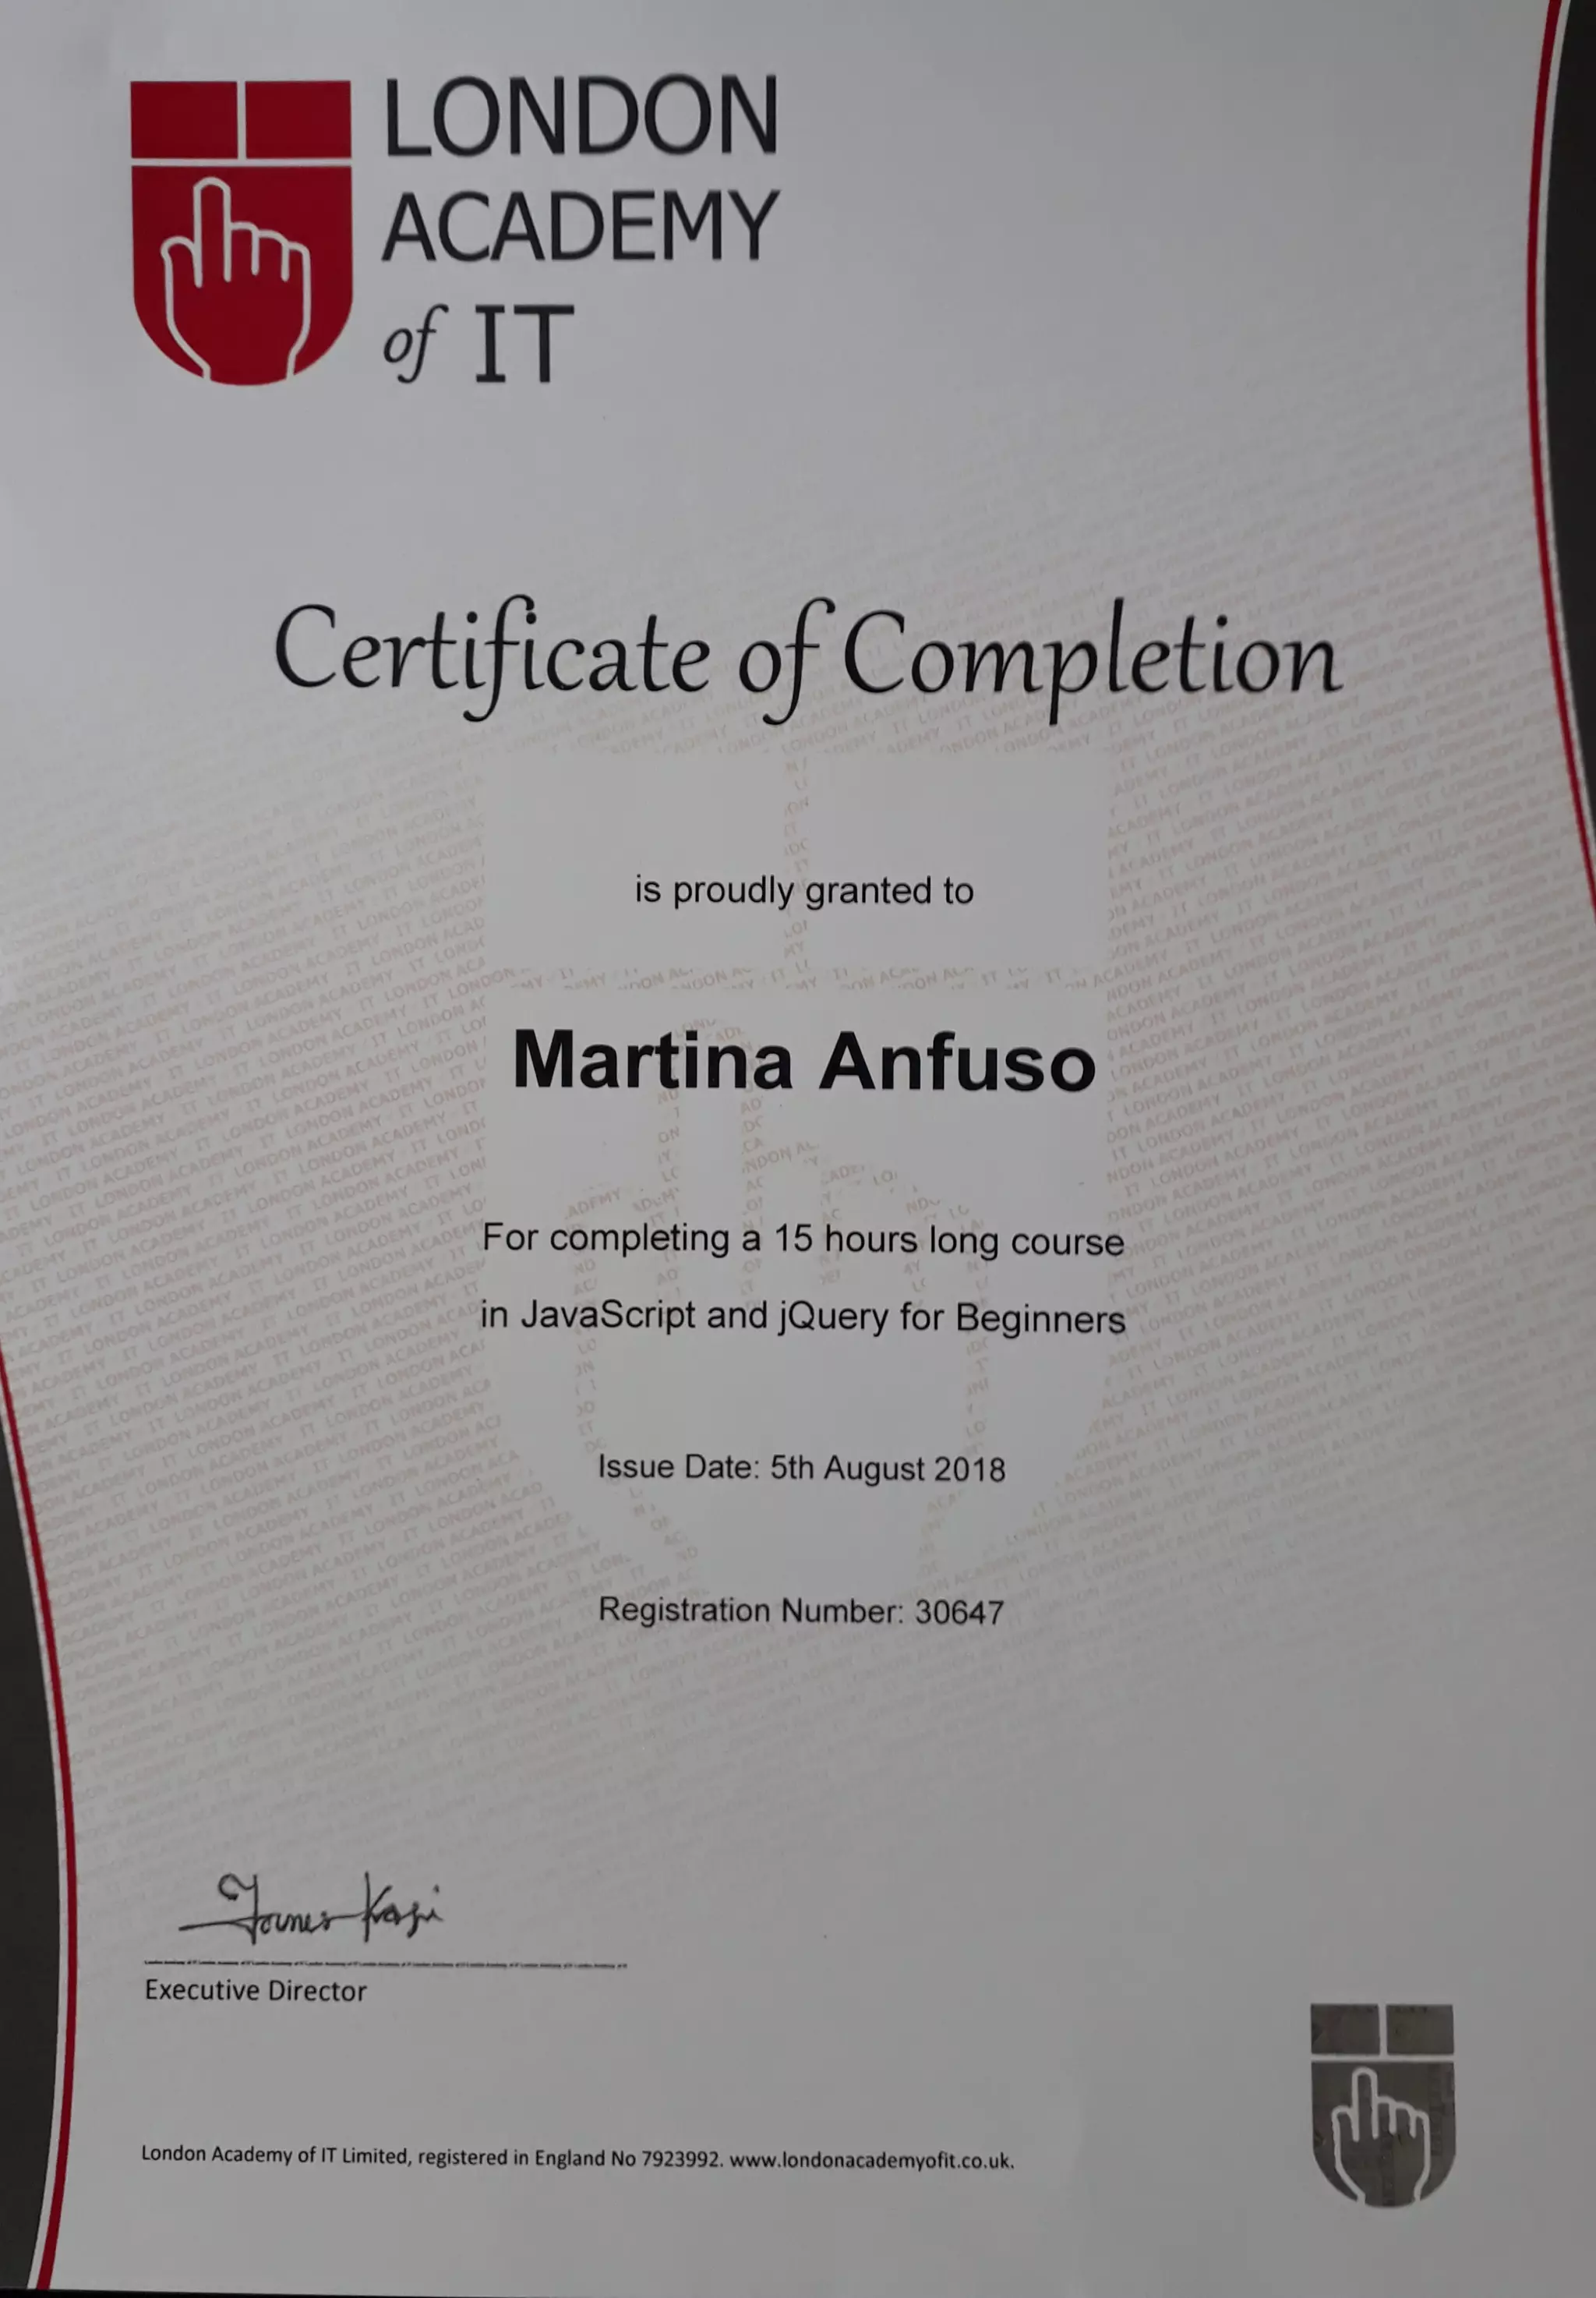 LONDON
ACADEMY
of IT
Certificate of Completion
is proudly granted to
Martina Anfuso
For completing a 15 hours long course
in JavaScript and jQuery for Beginners
Issue Date: 5th August 2018
Registration Number: 30647
Executive Director
London Academy of IT Limited, registered in England No 7923992. www.londonacademyofit.co.uk.